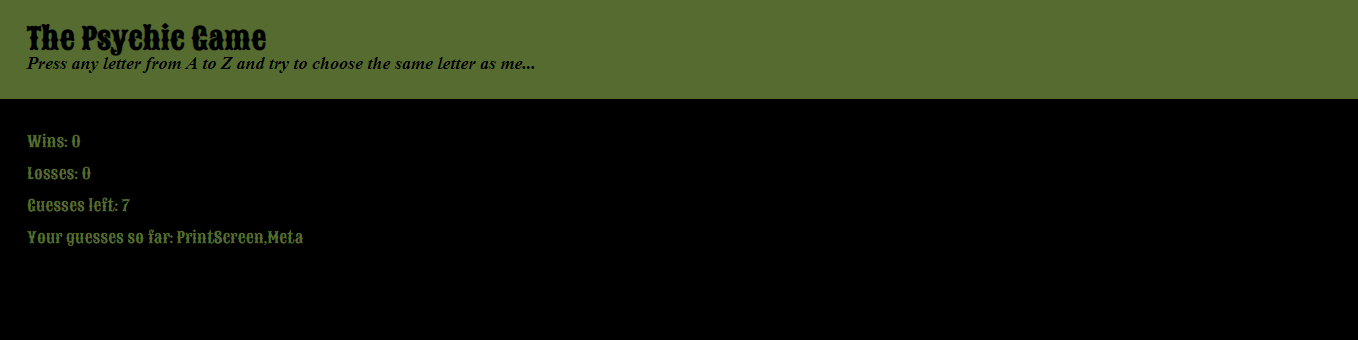 The Psychic Game
Press any letter from A to Z and try to choose the same letter as me...
Wins: 0
Losses: 0
Guesses left: 7
Your guesses so far: PrintScreen,Meta